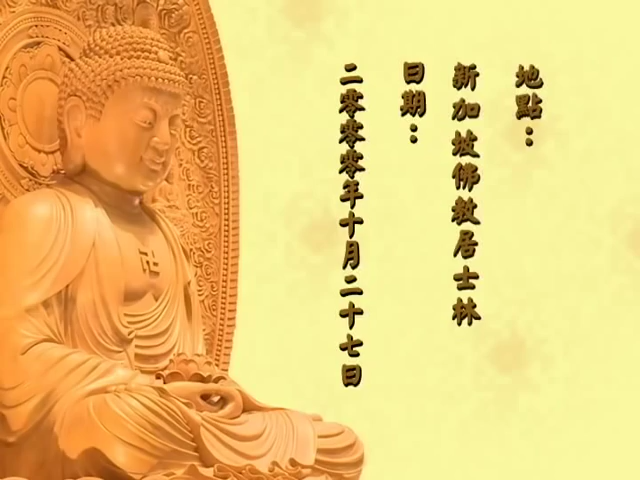 地點：
新加坡佛教居士林
日期：
二零零零年十月二十七日